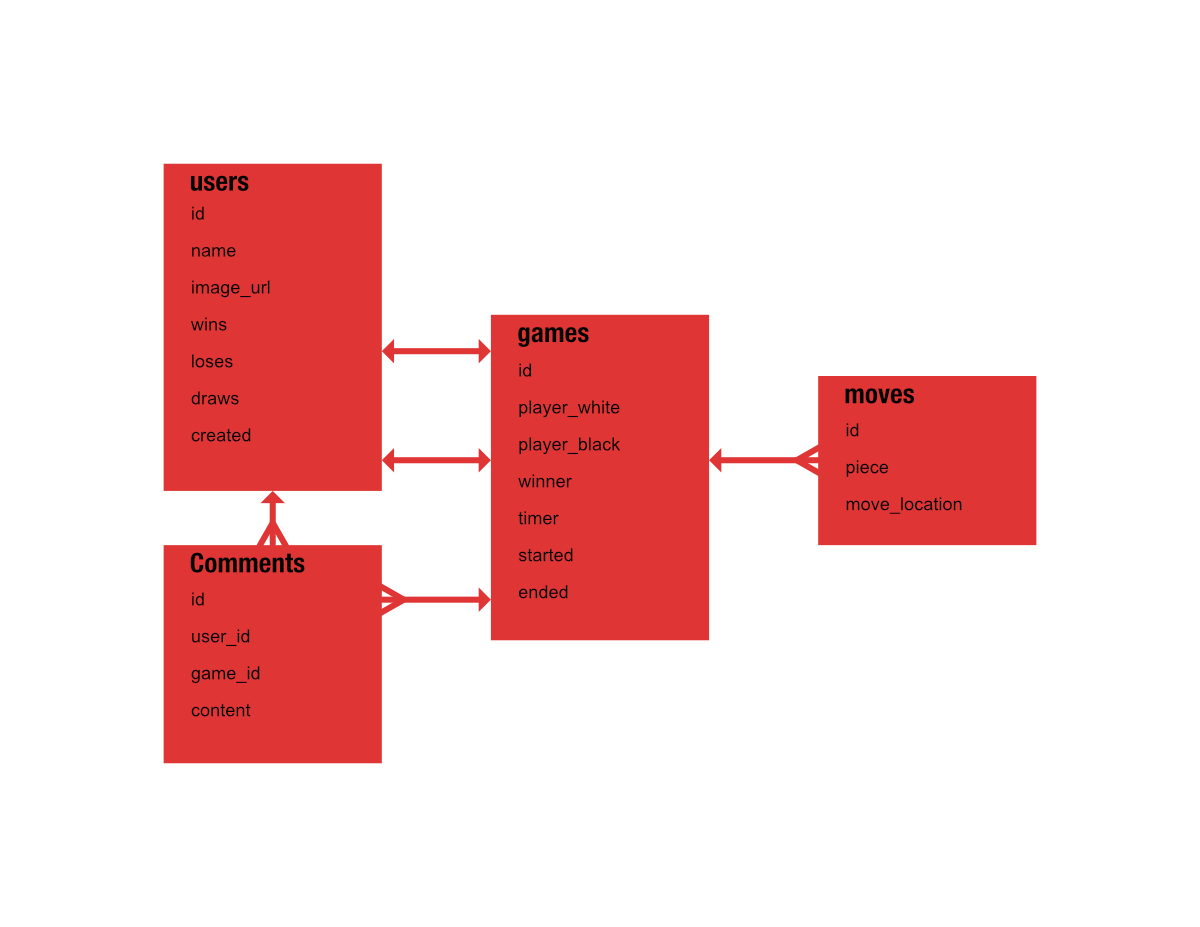 users
id
name
image_url
wins
loses
draws
created
games
id
player_white
player_black
winner
timer
started
ended
moves
id
piece
move_location
Comments
id
user_id
game_id
content